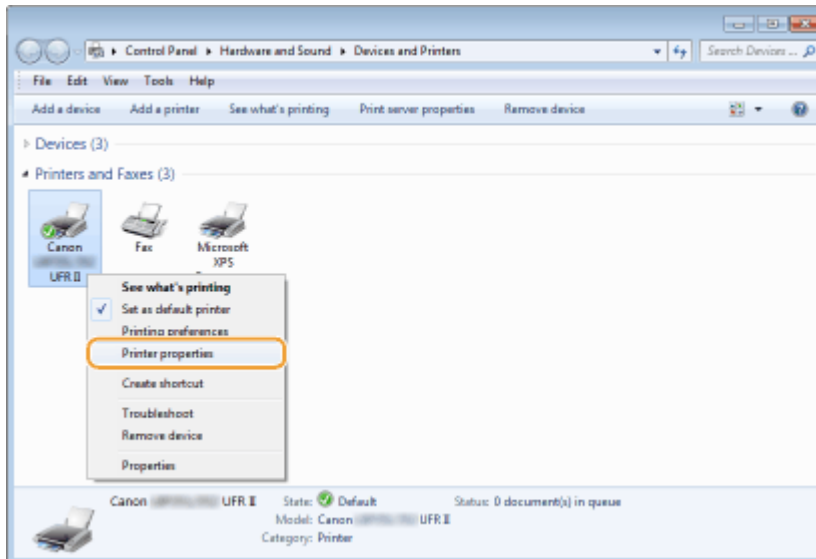 Control Panel ▸ Hardware and Sound ▸ Devices and Printers
Search Devices ...
File Edit View Tools Help
Add a device Add a printer See what's printing Print server properties Remove device
Devices (3)
Printers and Faxes (3)
Canon
UFR II
Fax
Microsoft
XPS
See what's printing
Set as default printer
Printing preferences
Printer properties
Create shortcut
Troubleshoot
Remove device
Properties
Canon UFR II State: Default Status: 0 document(s) in queue
Model: Canon UFR II
Category: Printer